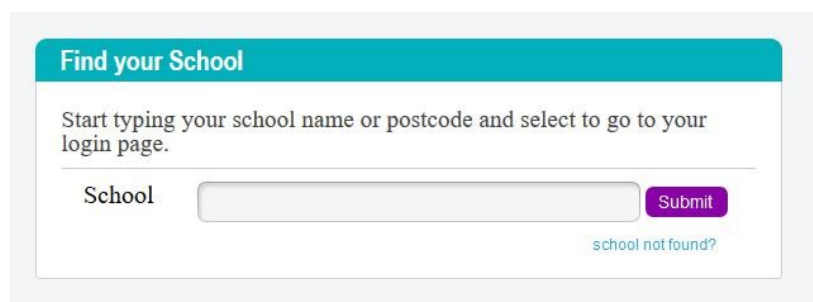 Find your School
Start typing your school name or postcode and select to go to your
login page.
School
Submit
school not found?